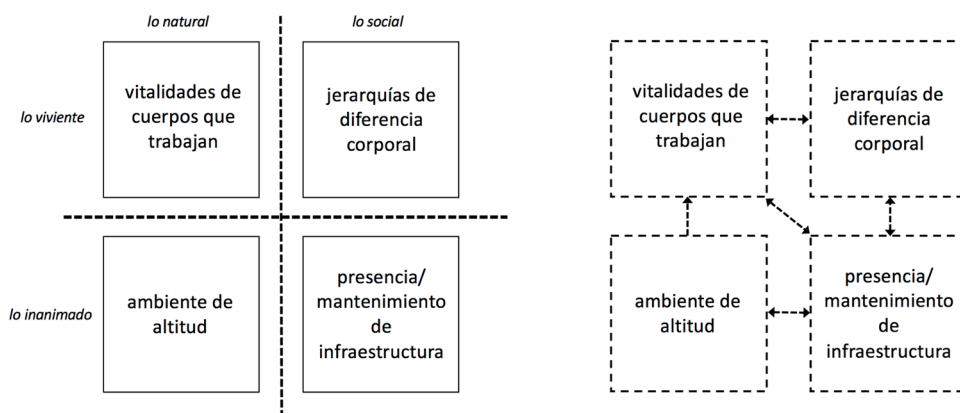 lo natural
lo social
lo viviente
vitalidades de
cuerpos que
trabajan
jerarquías de
diferencia
corporal
lo inanimado
ambiente de
altitud
presencia/
mantenimiento
de
infraestructura
vitalidades de
cuerpos que
trabajan
jerarquías de
diferencia
corporal
ambiente de
altitud
presencia/
mantenimiento
de
infraestructura